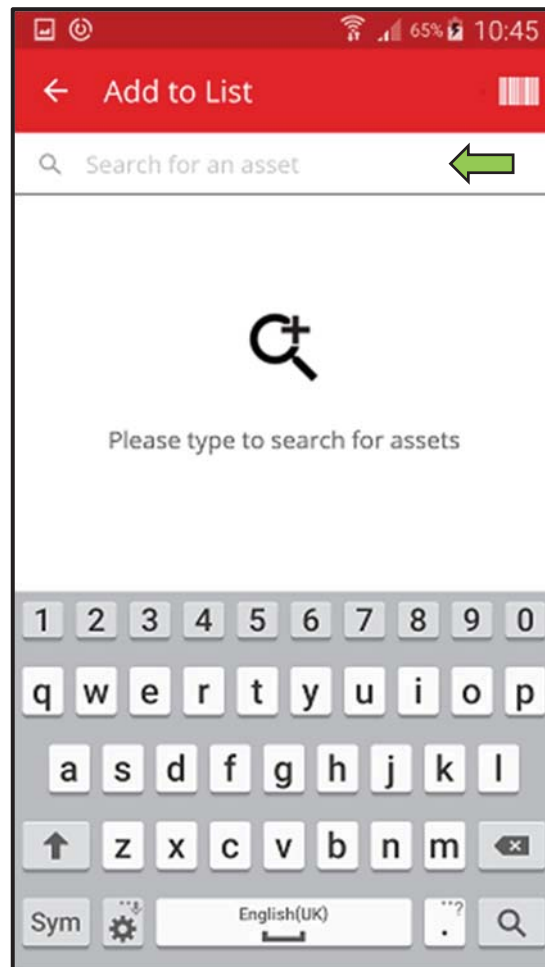 65% 10:45
Add to List
Search for an asset
Please type to search for assets
1 2 3 4 5 6 7 8 9 0
q w e r t y u i o p
a s d f g h j k l
z x c v b n m
Sym English(UK) . ?